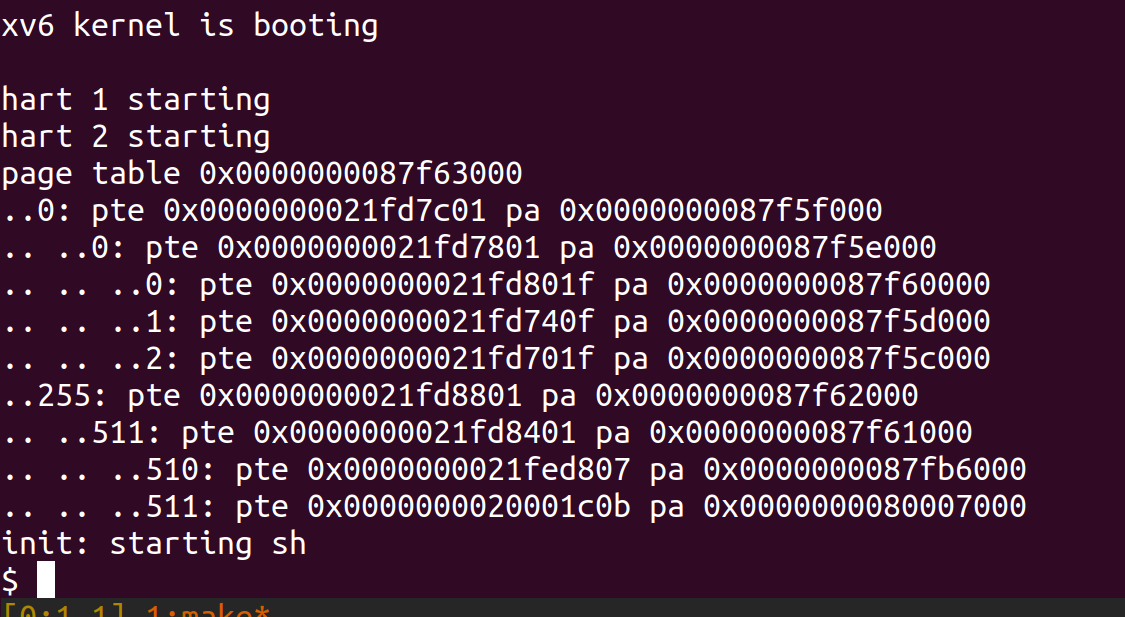 xv6 kernel is booting

hart 1 starting
hart 2 starting
page table 0x0000000087f63000
..0: pte 0x0000000021fd7c01 pa 0x0000000087f5f000
.. ..0: pte 0x0000000021fd7801 pa 0x0000000087f5e000
.. .. ..0: pte 0x0000000021fd801f pa 0x0000000087f60000
.. .. ..1: pte 0x0000000021fd740f pa 0x0000000087f5d000
.. .. ..2: pte 0x0000000021fd701f pa 0x0000000087f5c000
..255: pte 0x0000000021fd8801 pa 0x0000000087f62000
.. ..511: pte 0x0000000021fd8401 pa 0x0000000087f61000
.. .. ..510: pte 0x0000000021fed807 pa 0x0000000087fb6000
.. .. ..511: pte 0x0000000020001c0b pa 0x0000000080007000
init: starting sh
$
[0:1.1] 1:make*